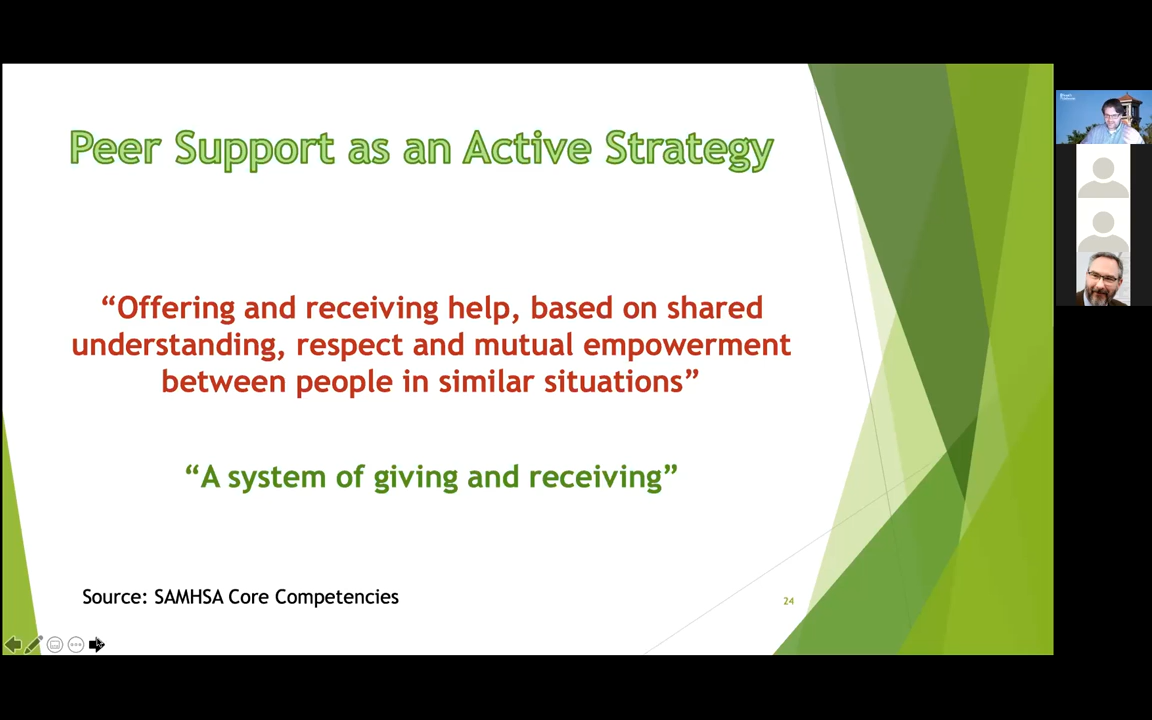 Peer Support as an Active Strategy
“Offering and receiving help, based on shared
understanding, respect and mutual empowerment
between people in similar situations”
“A system of giving and receiving”
Source: SAMHSA Core Competencies
24